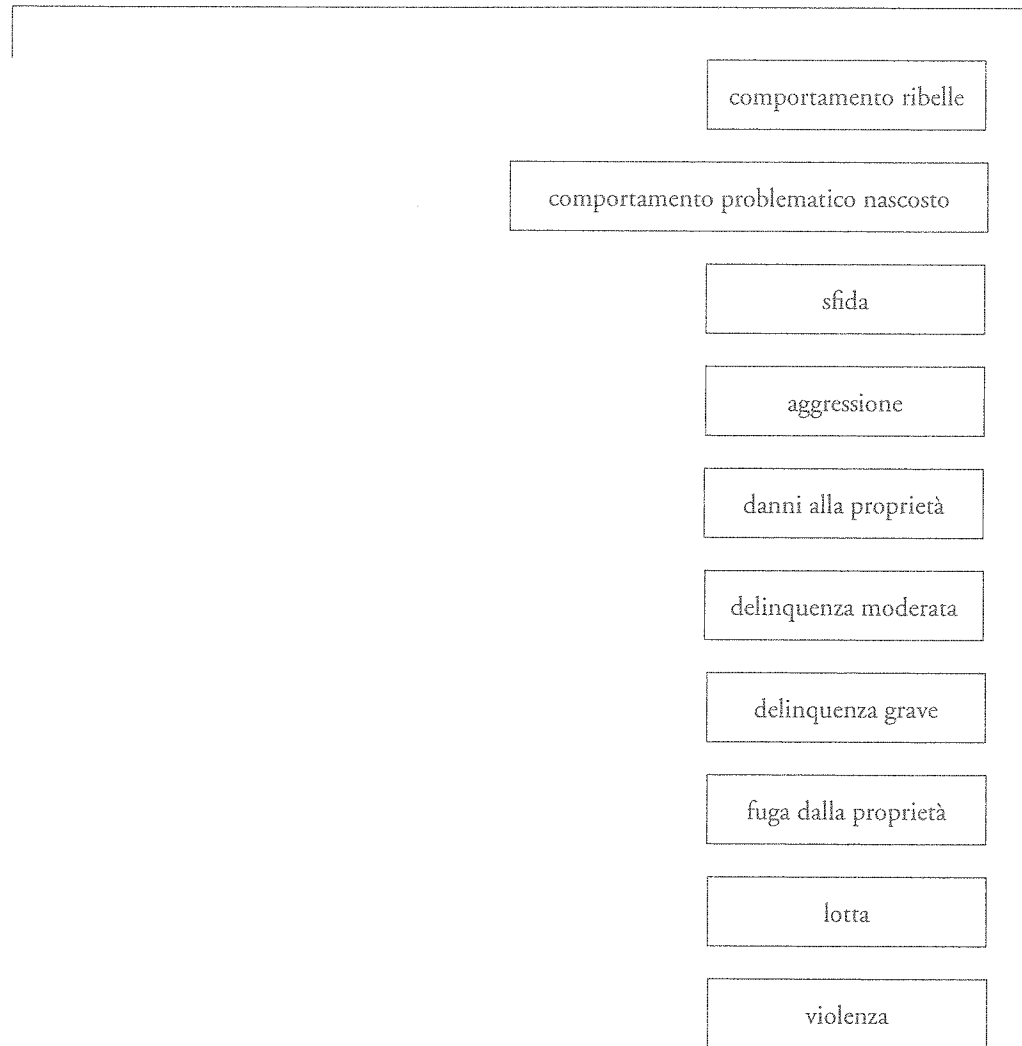 comportamento ribelle
comportamento problematico nascosto
sfida
aggressione
danni alla proprietà
delinquenza moderata
delinquenza grave
fuga dalla proprietà
lotta
violenza